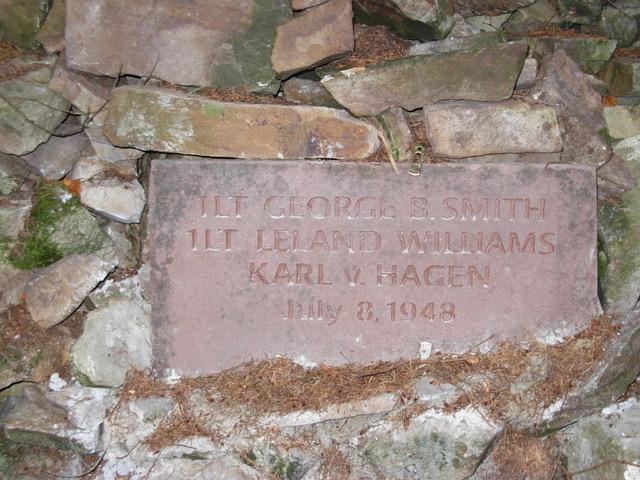 1LT GEORGE B. SMITH
1LT LELAND WILLIAMS
KARL V. HAGEN
July 8, 1948